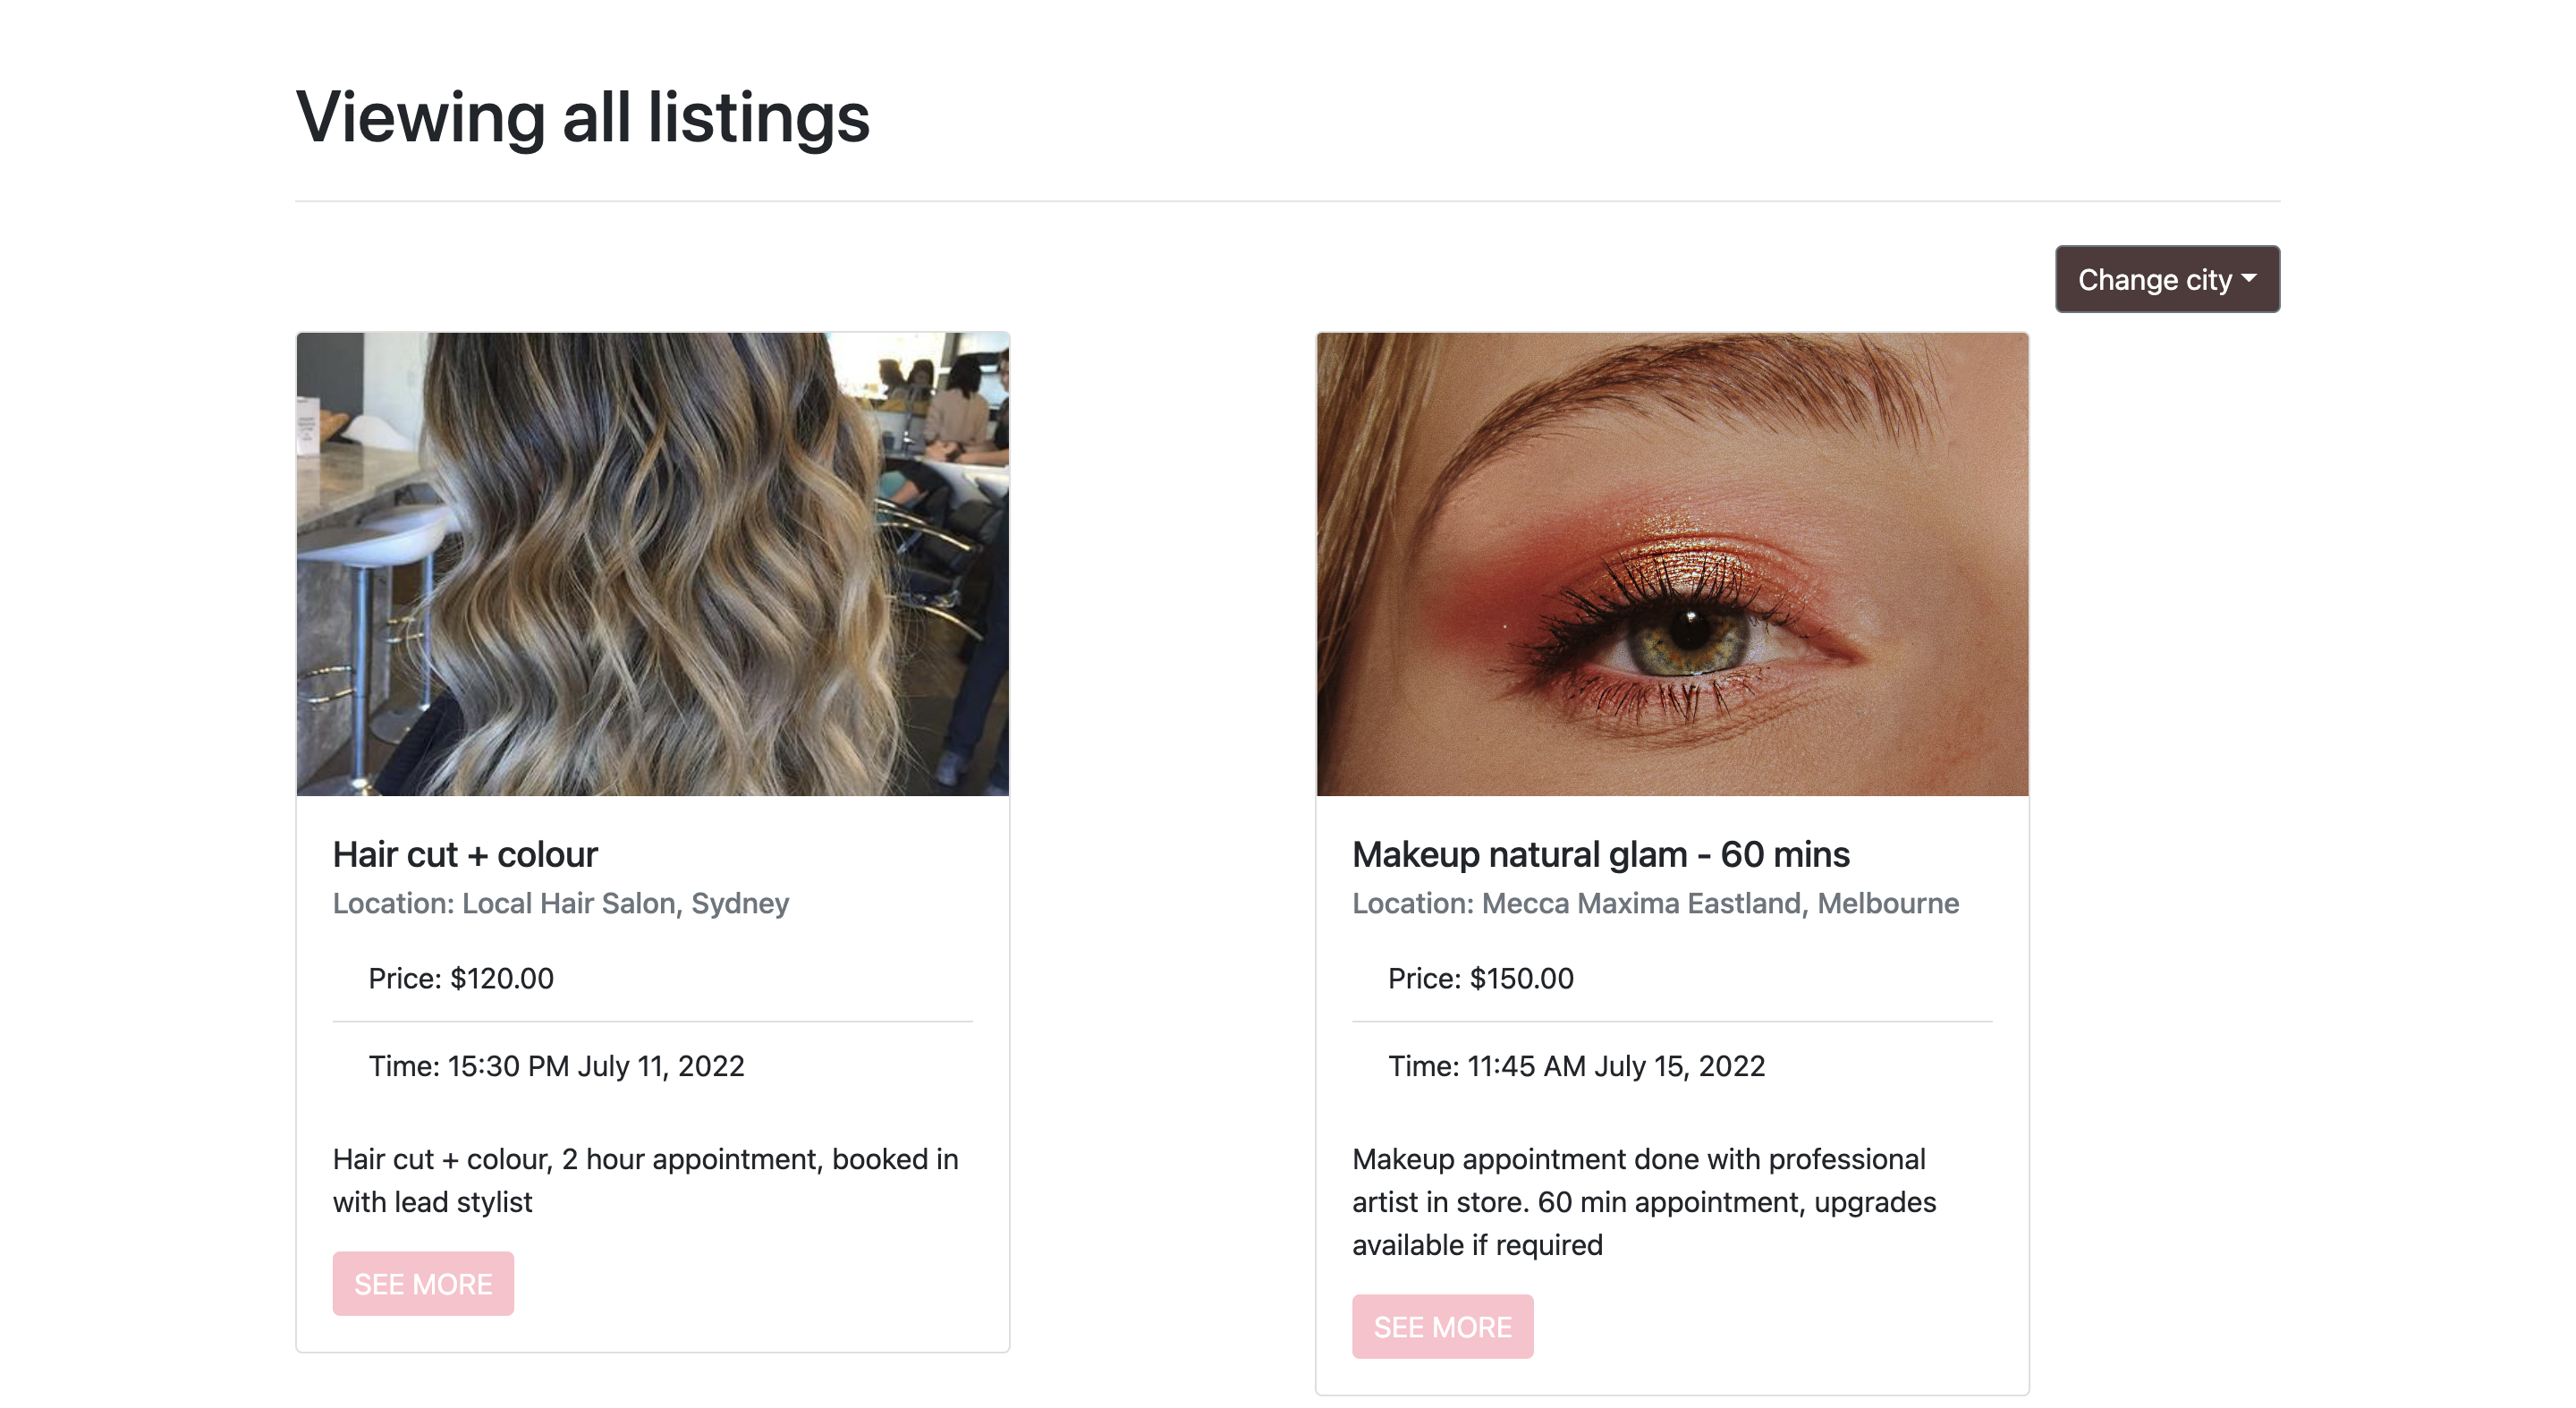 Viewing all listings
Change city
Hair cut + colour
Location: Local Hair Salon, Sydney
Price: $120.00
Time: 15:30 PM July 11, 2022
Hair cut + colour, 2 hour appointment, booked in
with lead stylist
SEE MORE
Makeup natural glam - 60 mins
Location: Mecca Maxima Eastland, Melbourne
Price: $150.00
Time: 11:45 AM July 15, 2022
Makeup appointment done with professional
artist in store. 60 min appointment, upgrades
available if required
SEE MORE